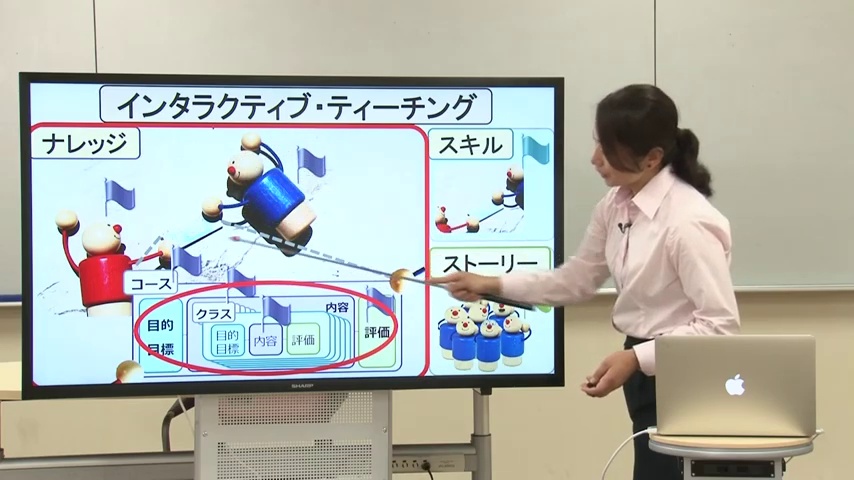 インタラクティブ・ティーチング
ナレッジ
スキル
ストーリー
コース
目的
目標
クラス
内容
目的
目標
内容
評価
評価
SHARP